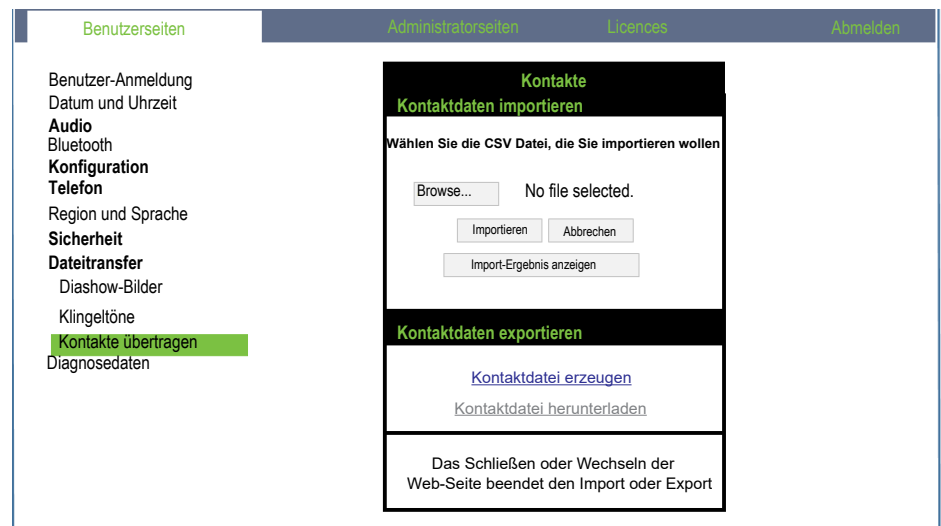 Benutzerseiten
Administratorseiten
Licences
Abmelden
Benutzer-Anmeldung
Datum und Uhrzeit
Audio
Bluetooth
Konfiguration
Telefon
Region und Sprache
Sicherheit
Dateitransfer
Diashow-Bilder
Klingeltöne
Kontakte übertragen
Diagnosedaten
Kontakte
Kontaktdaten importieren
Wählen Sie die CSV Datei, die Sie importieren wollen
Browse... No file selected.
Importieren Abbrechen
Import-Ergebnis anzeigen
Kontaktdaten exportieren
Kontaktdatei erzeugen
Kontaktdatei herunterladen
Das Schließen oder Wechseln der
Web-Seite beendet den Import oder Export